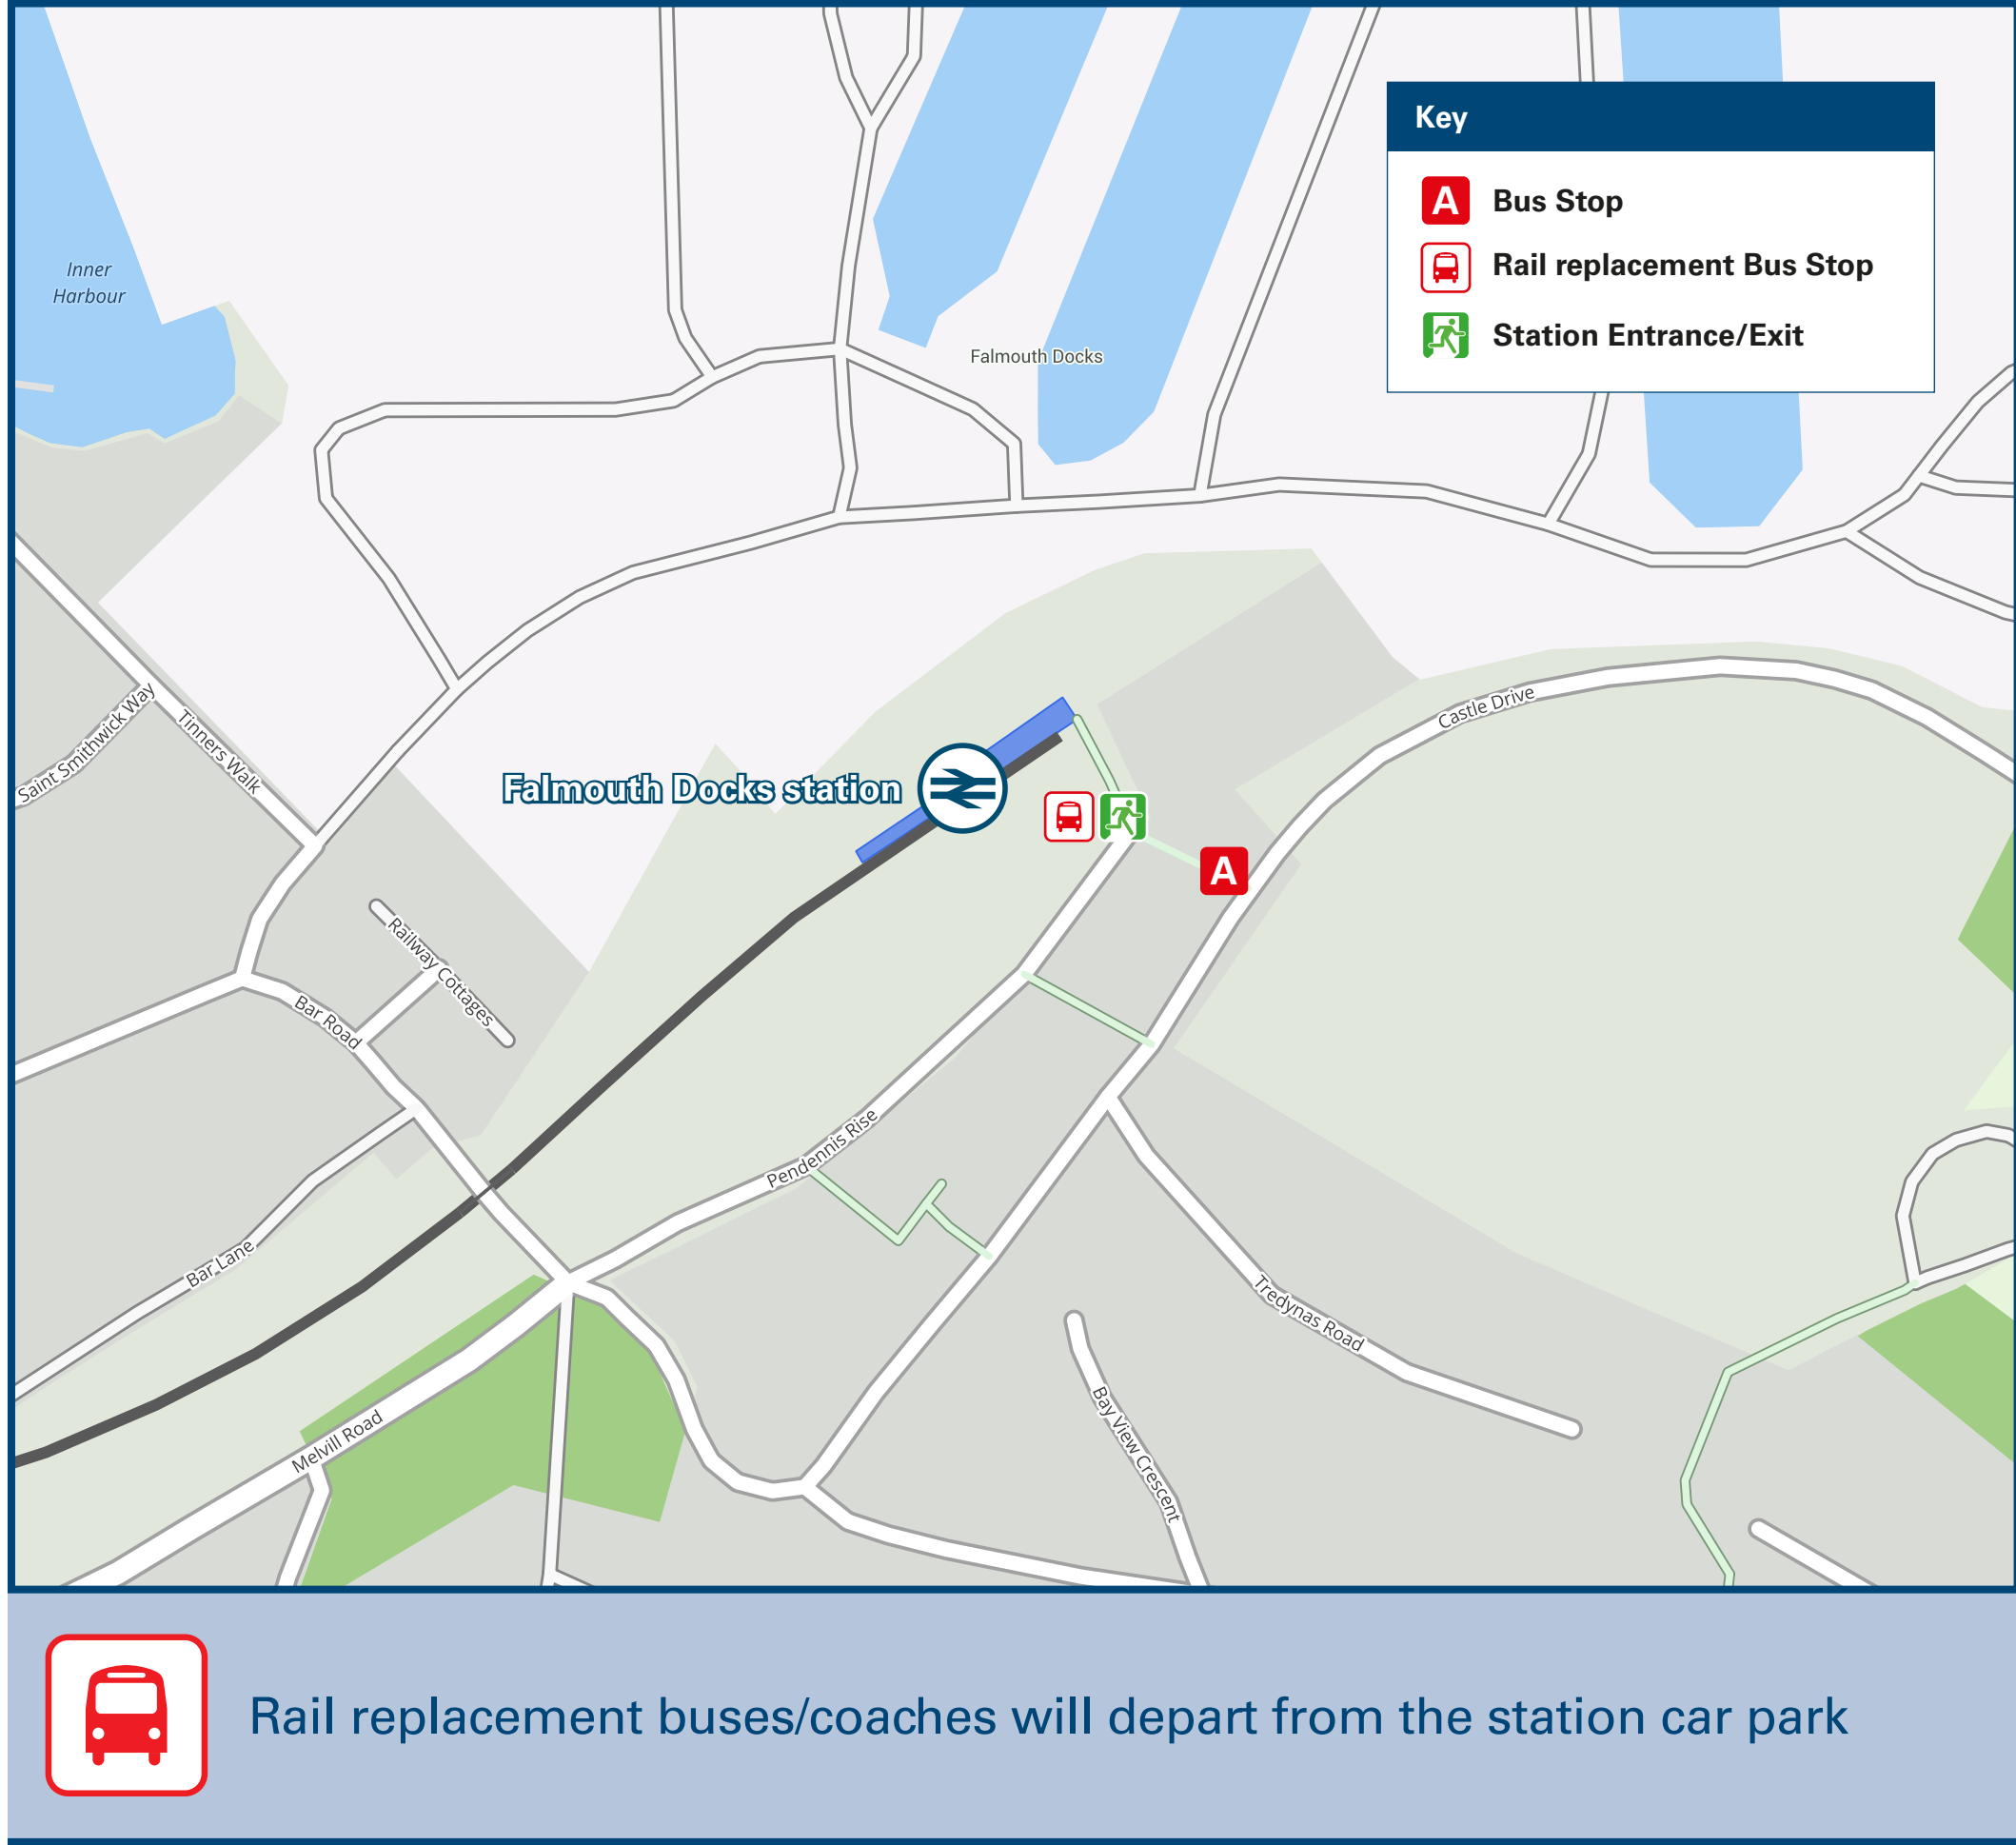 Key
A
Bus Stop
Rail replacement Bus Stop
Station Entrance/Exit
Inner
Harbour
Falmouth Docks
Saint Smithwick Way
Tinners Walk
Castle Drive
Falmouth Docks station
A
Railway Cottages
Bar Road
Pendennis Rise
Bar Lane
Tredynas Road
Melvill Road
Bay View Crescent
Rail replacement buses/coaches will depart from the station car park